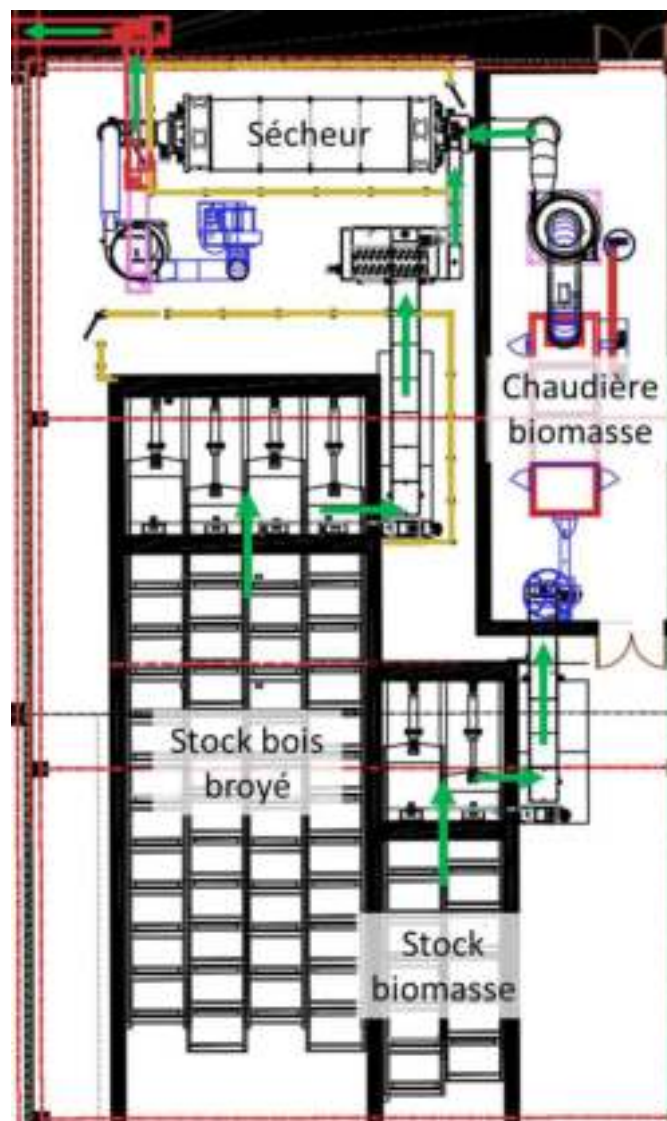 Sécheur
Chaudière
biomasse
Stock bois
broyé
Stock
biomasse